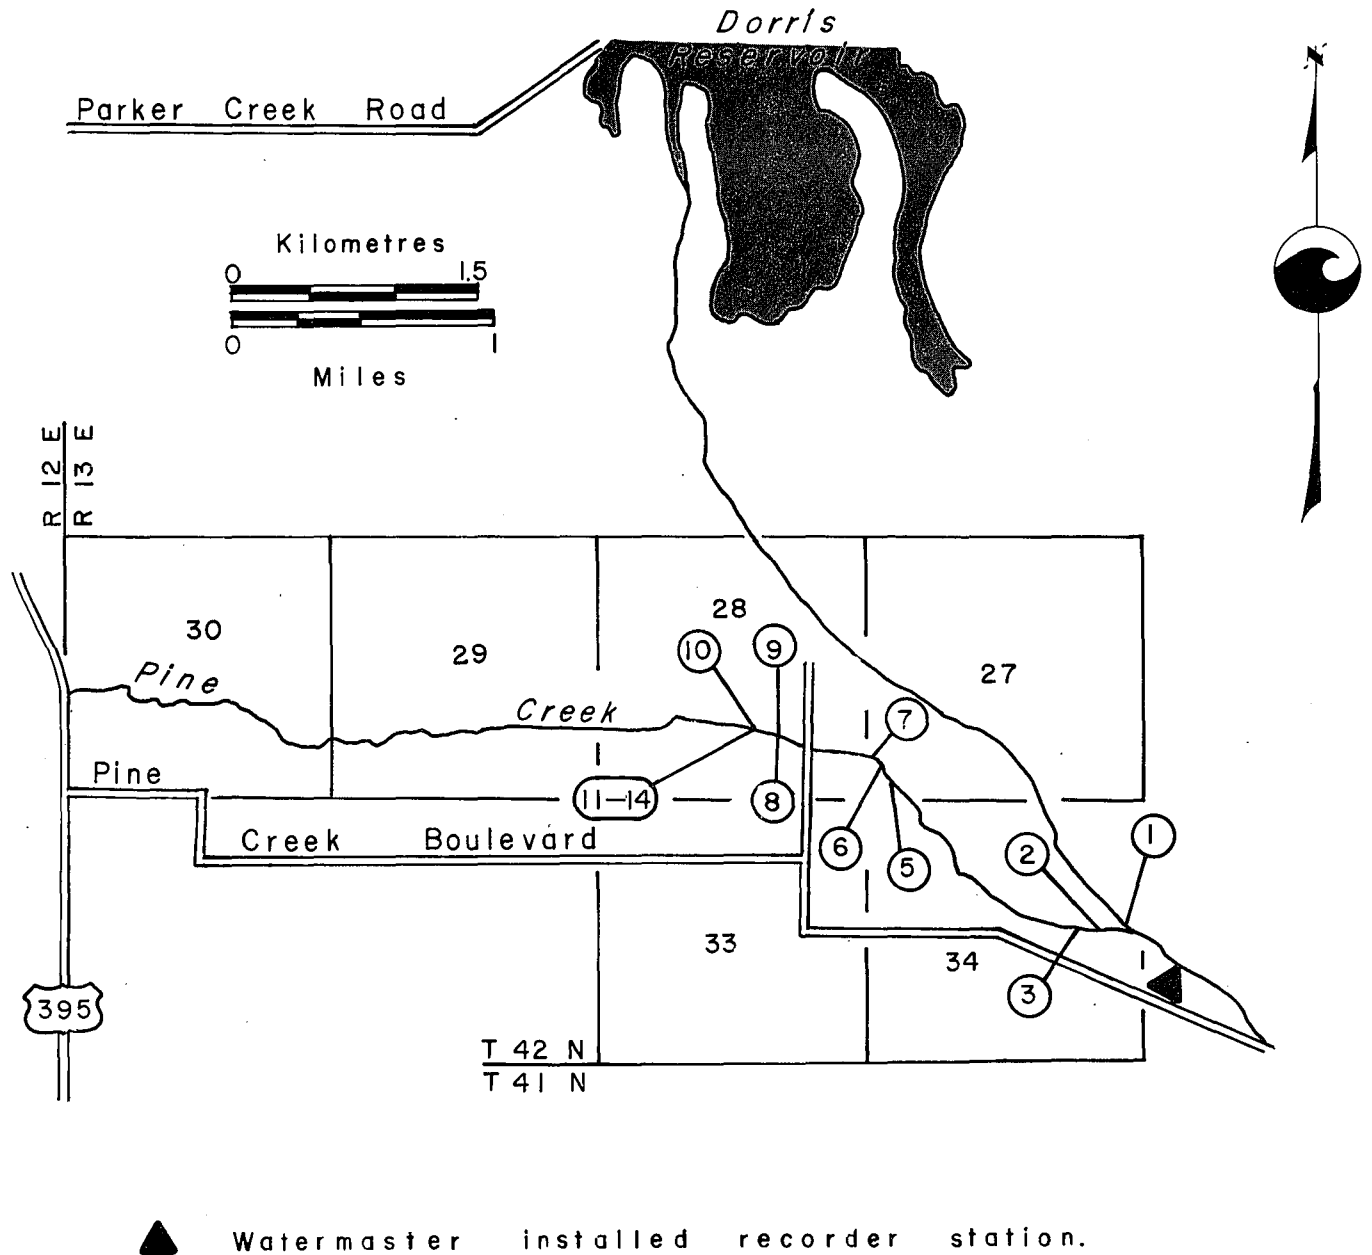 Dorris
Reservoir
N
Parker Creek Road
Kilometres
0 1.5
0 1
Miles
R 12 E
R 13 E
28
30
29
27
10
9
7
Pine
Creek
Pine
11-14
8
1
Creek Boulevard
6
5
2
33
34
3
395
T 42 N
T 41 N
Watermaster installed recorder station.